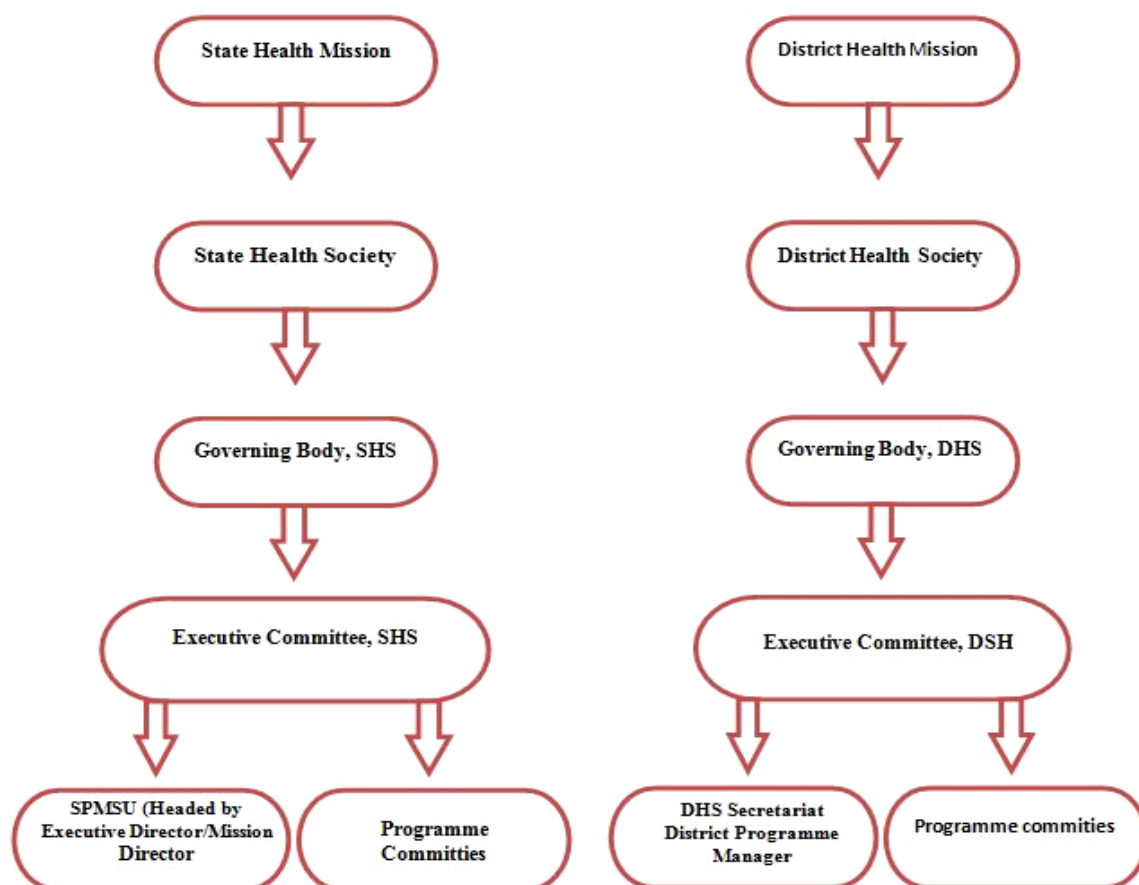 State Health Mission
State Health Society
Governing Body, SHS
Executive Committee, SHS
SPMSU (Headed by
Executive Director/Mission
Director
Programme
Committies
District Health Mission
District Health Society
Governing Body, DHS
Executive Committee, DSH
DHS Secretariat
District Programme
Manager
Programme commities